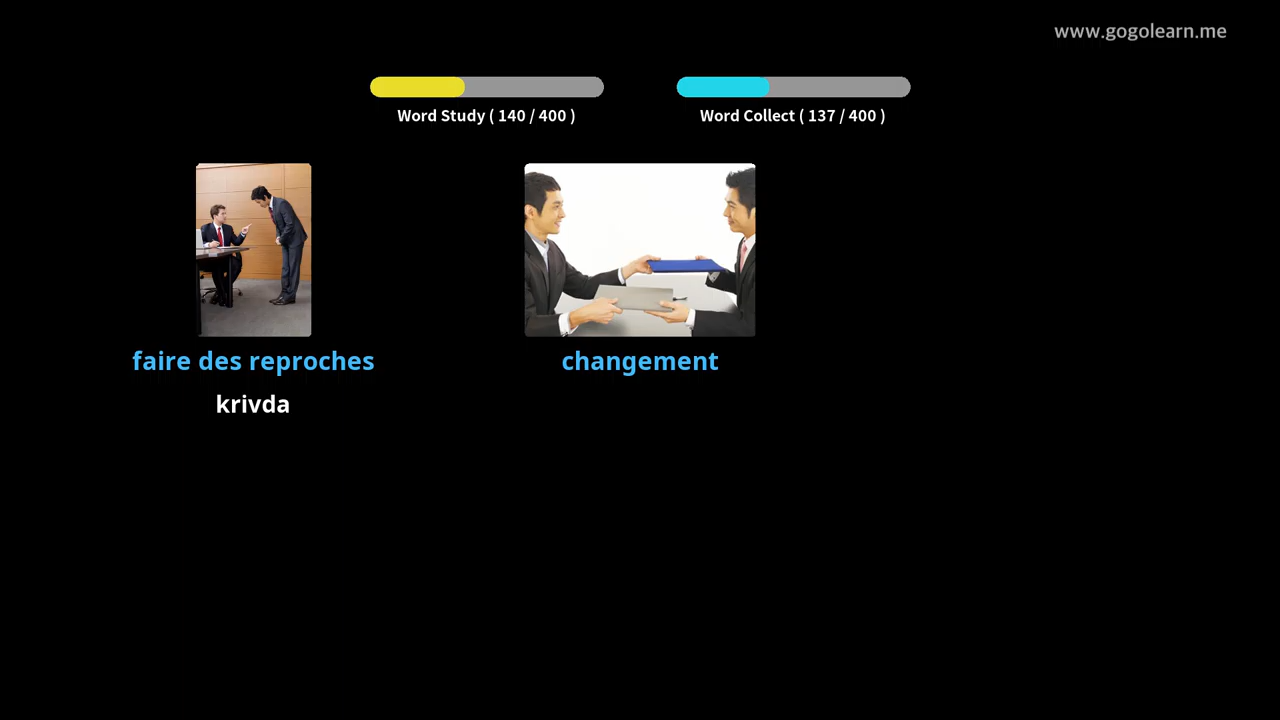 www.gogolearn.me
Word Study ( 140 / 400 )
Word Collect ( 137 / 400 )
faire des reproches
changement
krivda